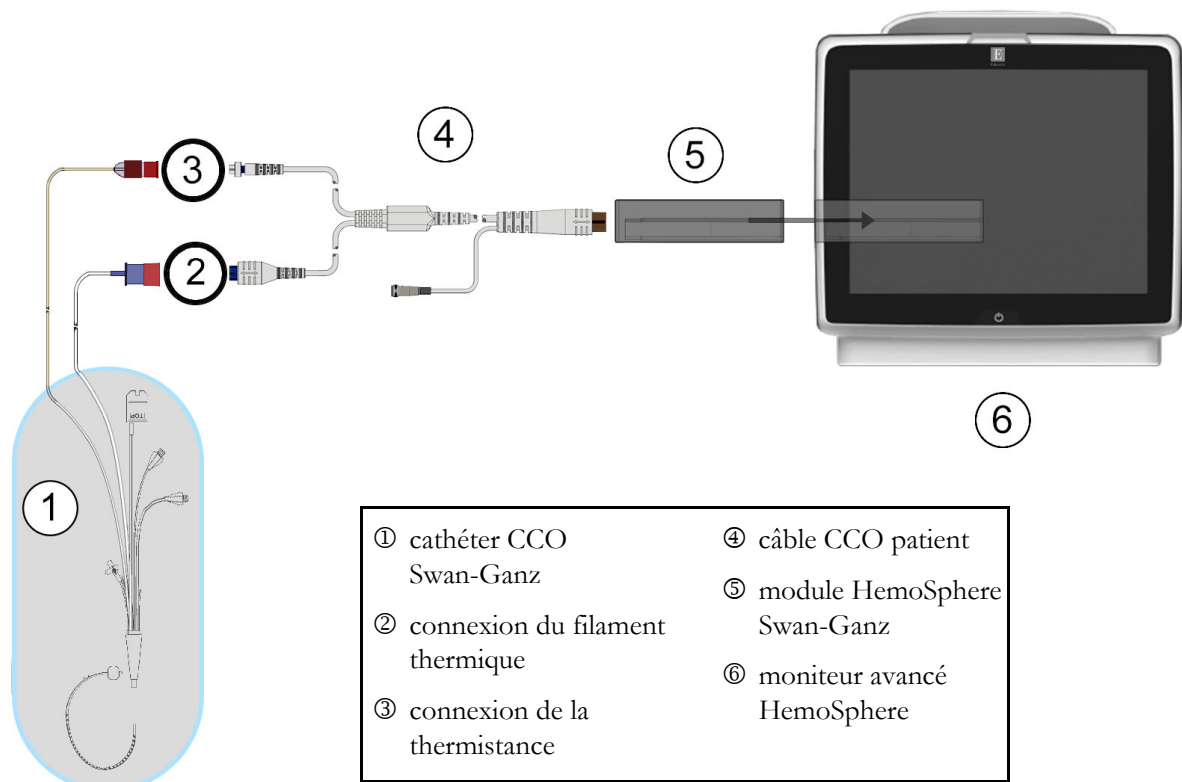 E
4
3
5
2
6
TOP
1
① cathéter CCO
Swan-Ganz
② connexion du filament
thermique
③ connexion de la
thermistance
④ câble CCO patient
⑤ module HemoSphere
Swan-Ganz
⑥ moniteur avancé
HemoSphere